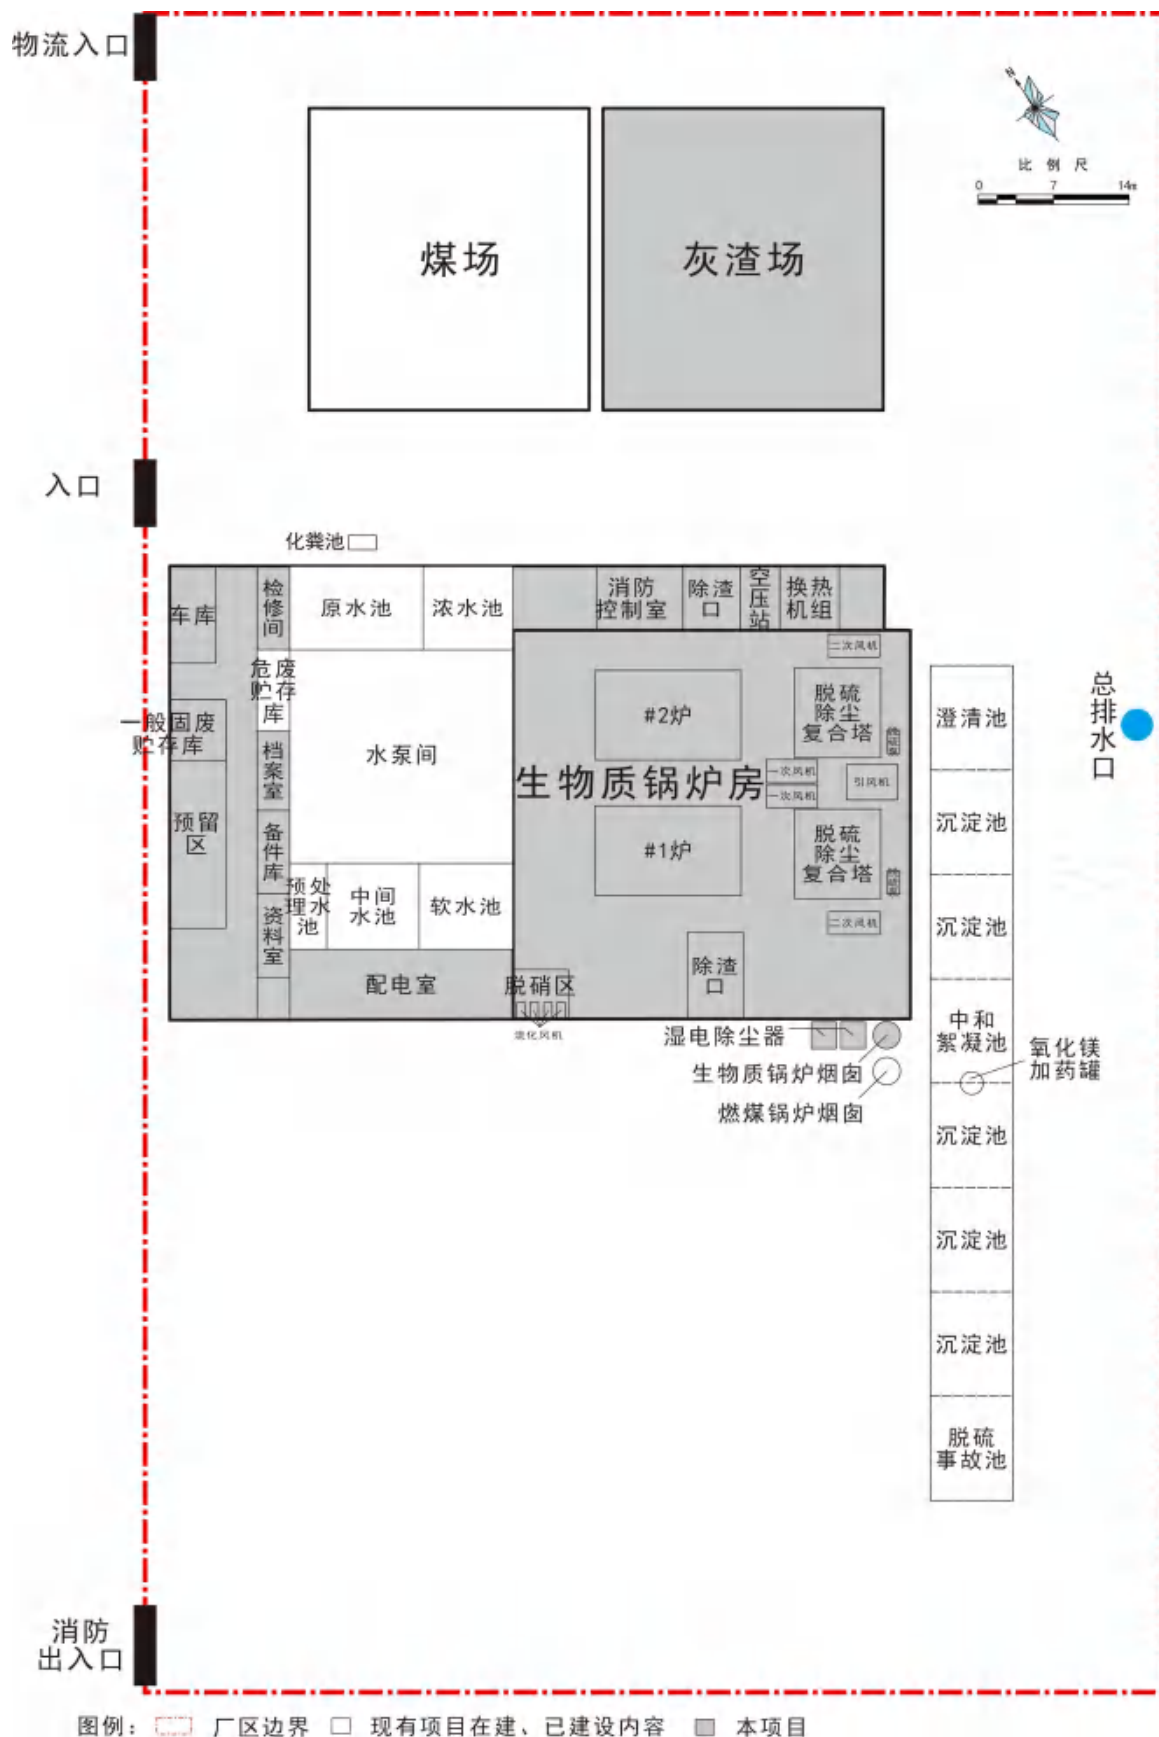 物流入口
N
比 例 尺
0 7 14m
煤场
灰渣场
入口
化粪池
车库
检修间
原水池
浓水池
消防
控制室
除渣
口
空压站
换热
机组
二次风机
危废
贮存
库
一般固废
贮存库
#2炉
脱硫
除尘
复合塔
澄清池
总排水口
档案室
水泵间
生物质锅炉房
一次风机
一次风机
引风机
预留
区
备件库
#1炉
脱硫
除尘
复合塔
沉淀池
预处
理水
池
中间
水池
软水池
资料室
二次风机
沉淀池
配电室
脱硝区
除渣
口
流化风机
湿电除尘器
生物质锅炉烟囱
燃煤锅炉烟囱
中和
絮凝池
氧化镁
加药罐
沉淀池
沉淀池
沉淀池
脱硫
事故池
消防
出入口
图例： 厂区边界 现有项目在建、已建设内容 本项目